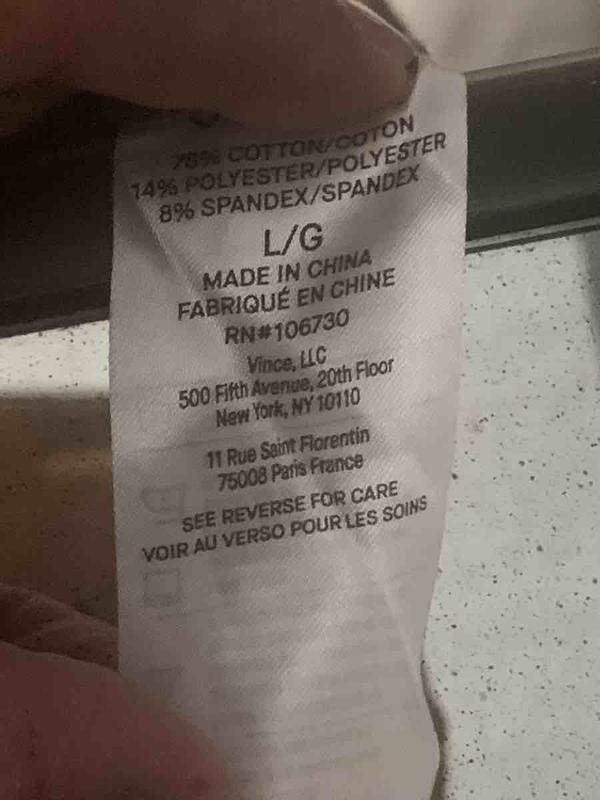 78% COTTON/COTON
14% POLYESTER/POLYESTER
8% SPANDEX/SPANDEX
L/G
MADE IN CHINA
FABRIQUÉ EN CHINE
RN#106730
Vince, LLC
500 Fifth Avenue, 20th Floor
New York, NY 10110
11 Rue Saint Florentin
75008 Paris France
SEE REVERSE FOR CARE
VOIR AU VERSO POUR LES SOINS